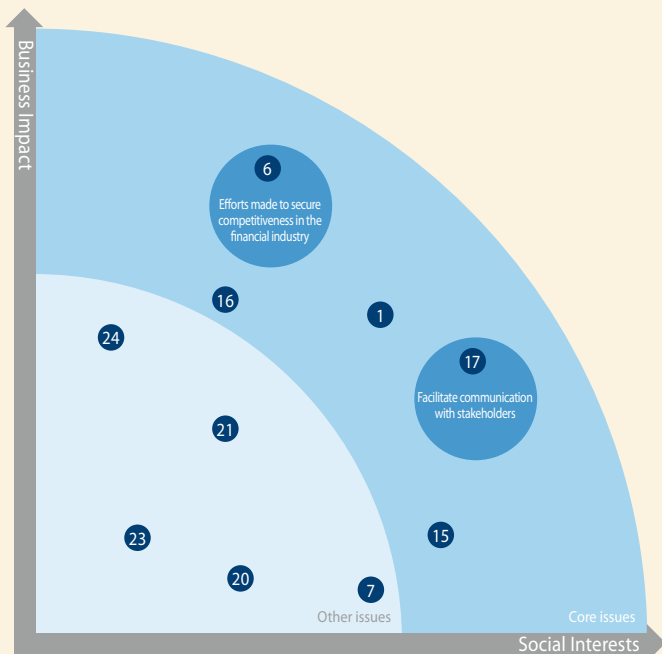 Business Impact
6
Efforts made to secure
competitiveness in the
financial industry
16
1
24
17
Facilitate communication
with stakeholders
21
15
23
20
7
Other issues
Core issues
Social Interests